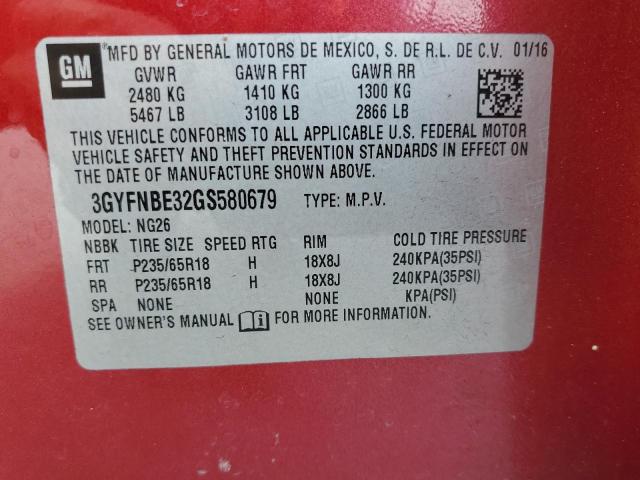 GM
®MFD BY GENERAL MOTORS DE MEXICO, S. DE R.L. DE C.V. 01/16
GVWR GAWR FRT GAWR RR
2480 KG 1410 KG 1300 KG
5467 LB 3108 LB 2866 LB
THIS VEHICLE CONFORMS TO ALL APPLICABLE U.S. FEDERAL MOTOR
VEHICLE SAFETY AND THEFT PREVENTION STANDARDS IN EFFECT ON
THE DATE OF MANUFACTURE SHOWN ABOVE.
3GYFNBE32GS580679 TYPE: M.P.V.
MODEL: NG26
NBBK TIRE SIZE SPEED RTG RIM COLD TIRE PRESSURE
FRT P235/65R18 H 18X8J 240KPA(35PSI)
RR P235/65R18 H 18X8J 240KPA(35PSI)
SPA NONE NONE KPA(PSI)
SEE OWNER'S MANUAL FOR MORE INFORMATION.